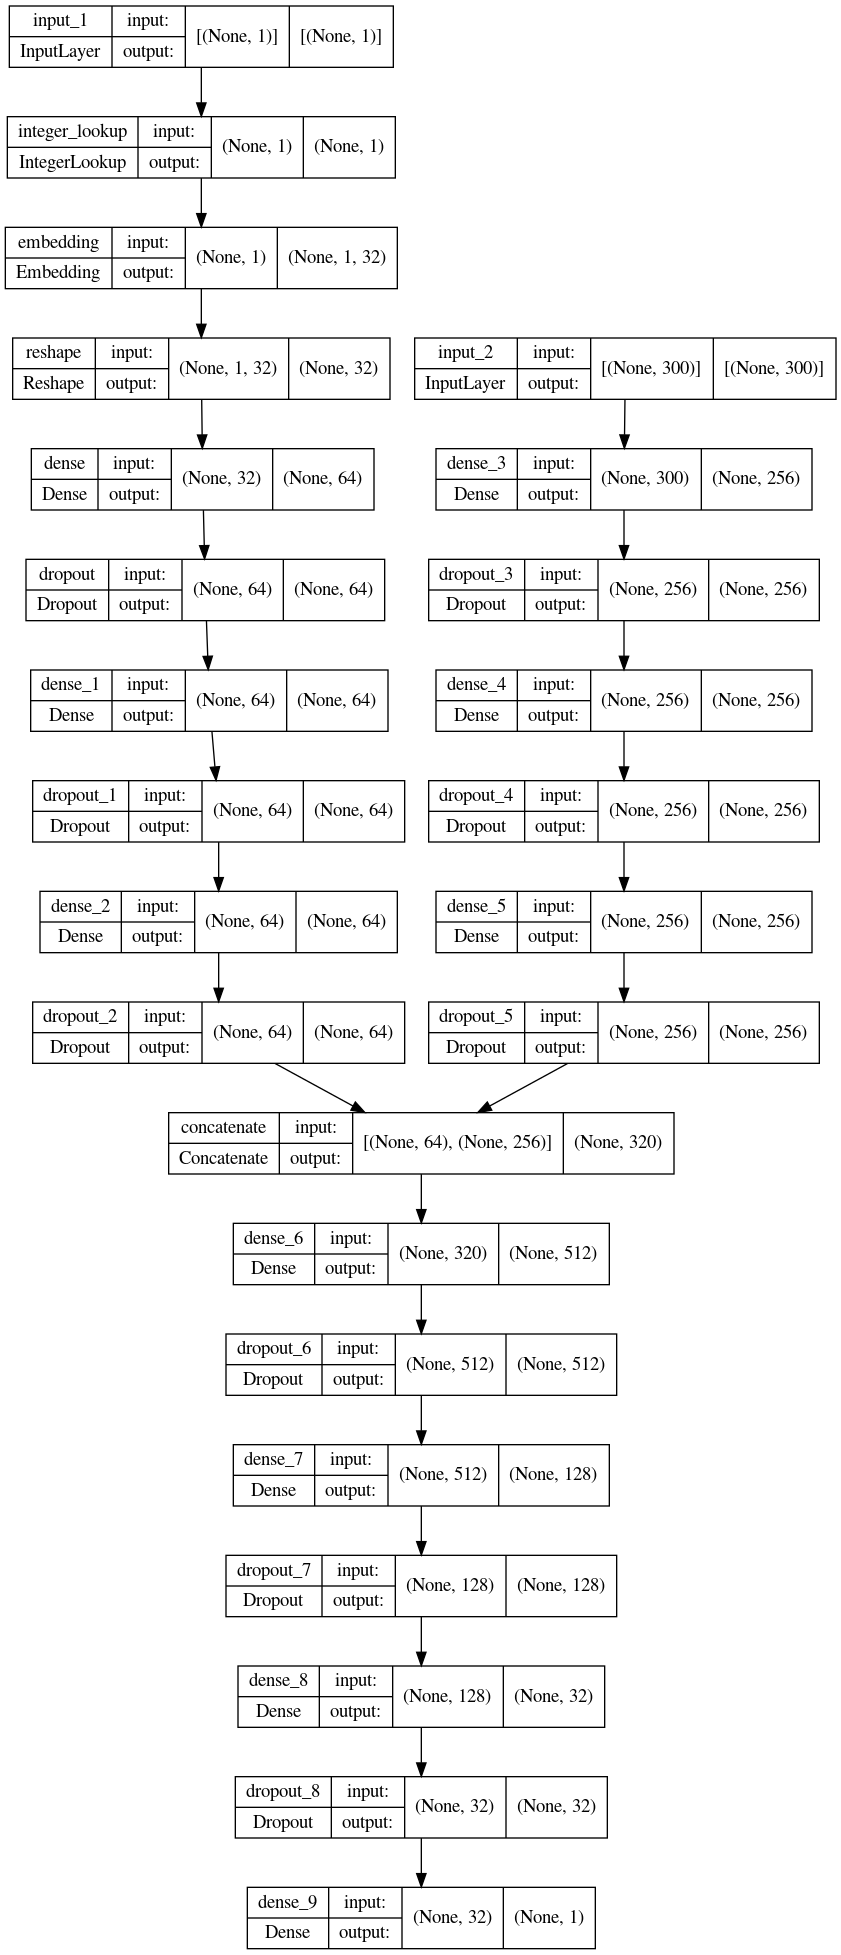 input_1 input: [(None, 1)] [(None, 1)]
InputLayer output:
integer_lookup input: (None, 1) (None, 1)
IntegerLookup output:
embedding input: (None, 1) (None, 1, 32)
Embedding output:
reshape input: (None, 1, 32) (None, 32)
Reshape output:
input_2 input: [(None, 300)] [(None, 300)]
InputLayer output:
dense input: (None, 32) (None, 64)
Dense output:
dense_3 input: (None, 300) (None, 256)
Dense output:
dropout input: (None, 64) (None, 64)
Dropout output:
dropout_3 input: (None, 256) (None, 256)
Dropout output:
dense_1 input: (None, 64) (None, 64)
Dense output:
dense_4 input: (None, 256) (None, 256)
Dense output:
dropout_1 input: (None, 64) (None, 64)
Dropout output:
dropout_4 input: (None, 256) (None, 256)
Dropout output:
dense_2 input: (None, 64) (None, 64)
Dense output:
dense_5 input: (None, 256) (None, 256)
Dense output:
dropout_2 input: (None, 64) (None, 64)
Dropout output:
dropout_5 input: (None, 256) (None, 256)
Dropout output:
concatenate input: [(None, 64), (None, 256)] (None, 320)
Concatenate output:
dense_6 input: (None, 320) (None, 512)
Dense output:
dropout_6 input: (None, 512) (None, 512)
Dropout output:
dense_7 input: (None, 512) (None, 128)
Dense output:
dropout_7 input: (None, 128) (None, 128)
Dropout output:
dense_8 input: (None, 128) (None, 32)
Dense output:
dropout_8 input: (None, 32) (None, 32)
Dropout output:
dense_9 input: (None, 32) (None, 1)
Dense output: